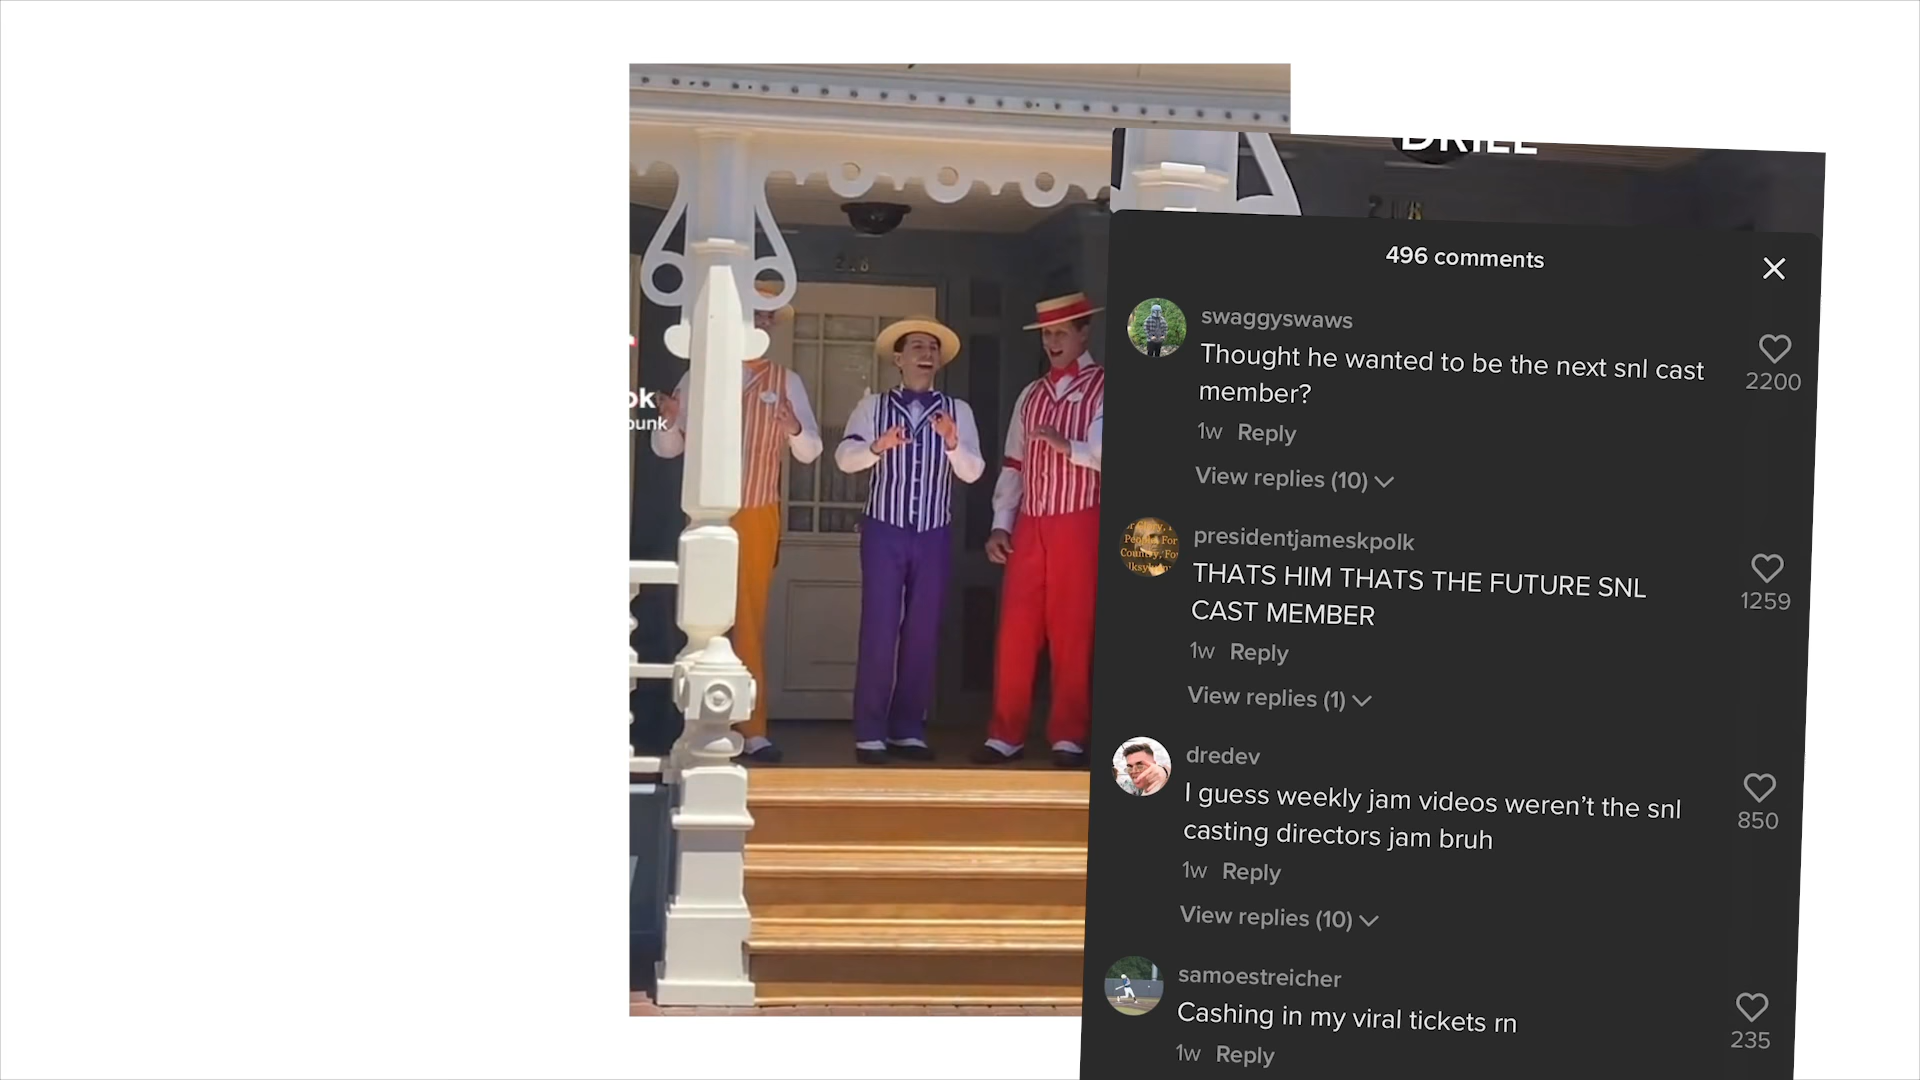 DRILL
218
496 comments
swaggyswaws
Thought he wanted to be the next snl cast
member?
2200
1w Reply
View replies (10)
presidentjameskpolk
THATS HIM THATS THE FUTURE SNL
CAST MEMBER
1259
1w Reply
View replies (1)
dredev
I guess weekly jam videos weren’t the snl
casting directors jam bruh
850
1w Reply
View replies (10)
samoestreicher
Cashing in my viral tickets rn
235
1w Reply